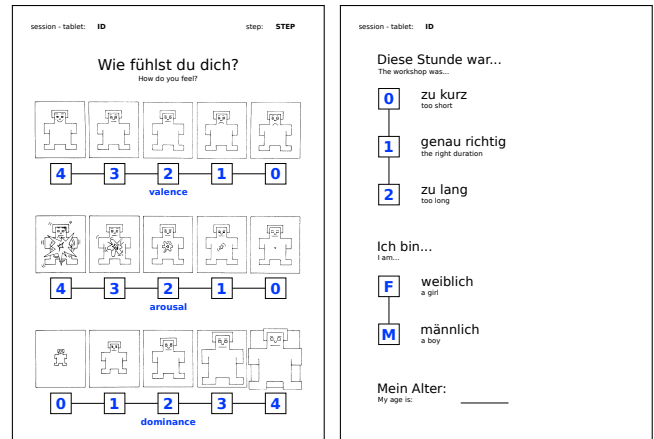 session - tablet: ID step: STEP
Wie fühlst du dich?
How do you feel?
4 3 2 1 0
valence
4 3 2 1 0
arousal
0 1 2 3 4
dominance
session - tablet: ID
Diese Stunde war...
The workshop was...
0 zu kurz
too short
1 genau richtig
the right duration
2 zu lang
too long
Ich bin...
I am...
F weiblich
a girl
M männlich
a boy
Mein Alter:
My age is: